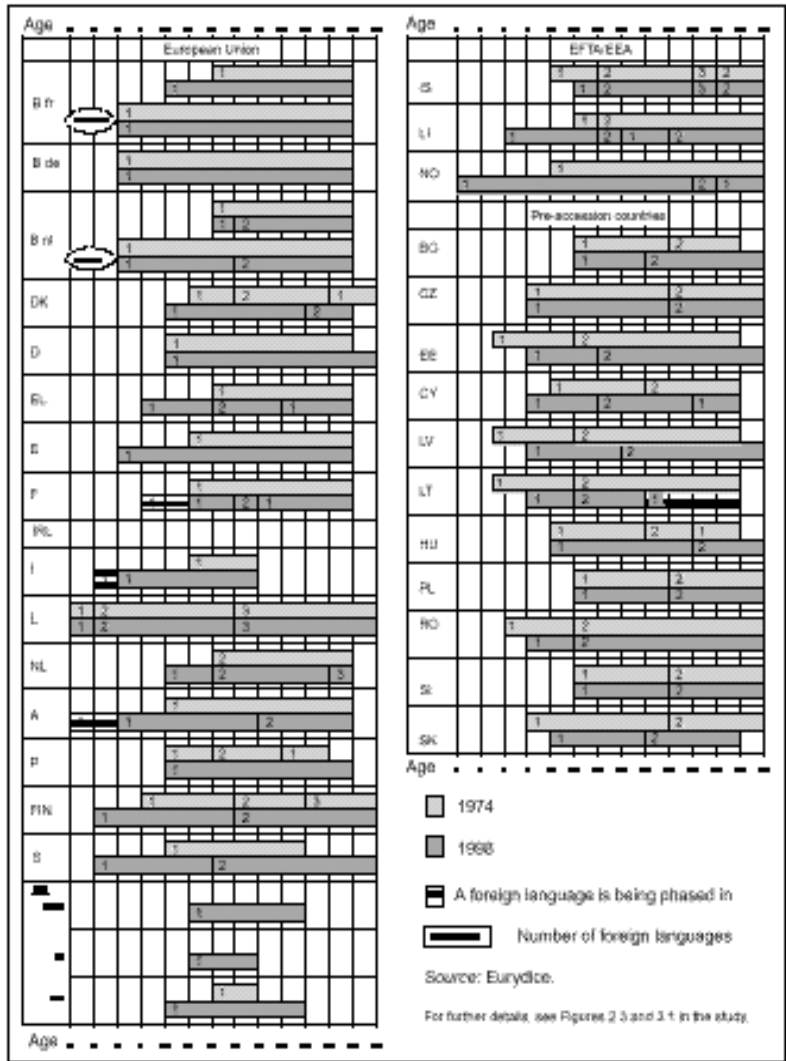 Age
European Union
1
1
B fr
1
1
B de
1
1
B nl
1
1 2
1
1 2
DK
1 2 1
1 2
D
1
1
EL
1
1 2 1
E
1
1
F
1
1 2 1
IRL
I
1
1
L
1 2 3
1 2 3
NL
2
1 2 3
A
1
1 2
P
1 2 1
1
FIN
1 2 3
1 2
S
1
1 2
1
1
1
1
Age
Age
EFTA/EEA
IS
1 2 3 2
1 2 3 2
LI
1 2
1 2 1 2
NO
1
1 2 1
Pre-accession countries
BG
1 2
1 2
CZ
1 2
1 2
EE
1 2
1 2
CY
1 2
1 2 1
LV
1 2
1 2
LT
1 2
1 2 1
HU
1 2 1
1 2
PL
1 2
1 2
RO
1 2
1 2
SI
1 2
1 2
SK
1 2
1 2
Age
1974
1998
A foreign language is being phased in
Number of foreign languages
Source: Eurydice.
For further details, see Figures 2.3 and 3.1 in the study.